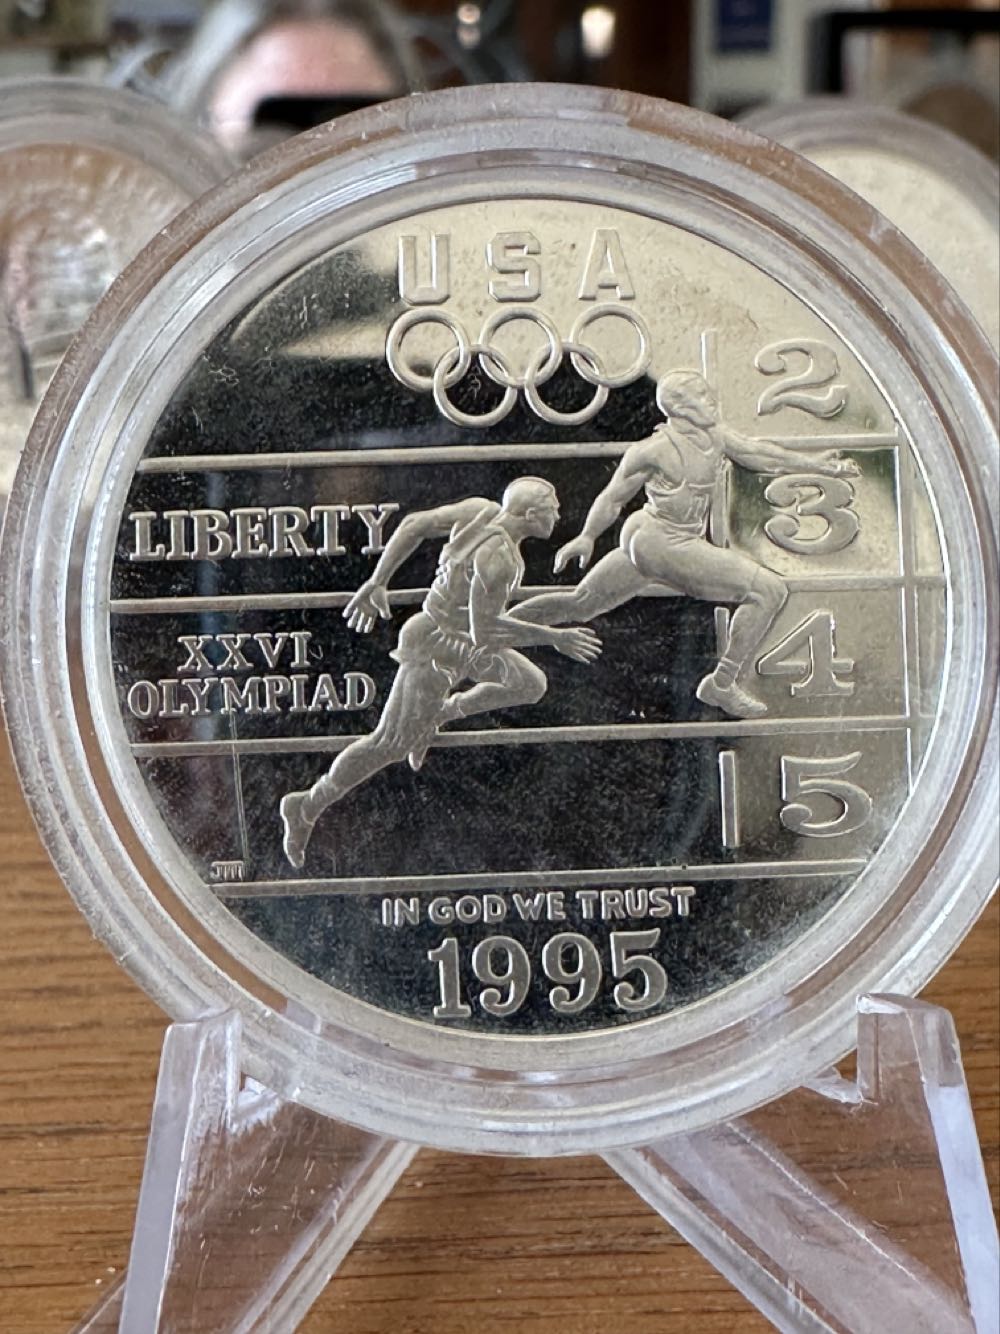 USA
2
3
LIBERTY
XXVI
OLYMPIAD
4
5
IN GOD WE TRUST
1995